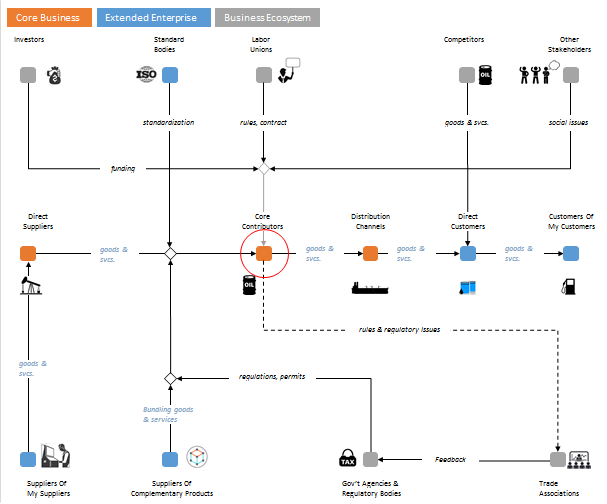 Core Business
Extended Enterprise
Business Ecosystem
Investors
Standard
Bodies
Labor
Unions
Competitors
Other
Stakeholders
ISO
OIL
standardization
rules, contract
goods & svcs.
social issues
funding
Direct
Suppliers
Core
Contributors
Distribution
Channels
Direct
Customers
Customers Of
My Customers
goods &
svcs.
goods &
svcs.
goods &
svcs.
goods &
svcs.
OIL
rules & regulatory issues
goods &
svcs.
regulations, permits
Bundling goods
& services
TAX
Feedback
Suppliers Of
My Suppliers
Suppliers Of
Complementary Products
Gov't Agencies &
Regulatory Bodies
Trade
Associations